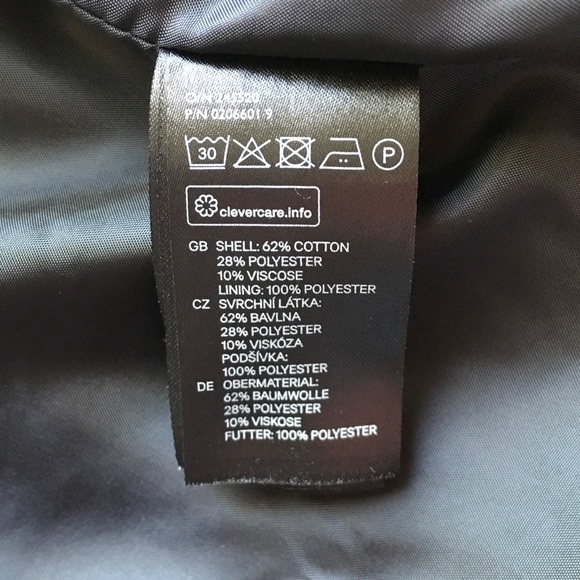 P/N 0206601 9
30
P
clevercare.info
GB SHELL: 62% COTTON
28% POLYESTER
10% VISCOSE
LINING: 100% POLYESTER
CZ SVRCHNÍ LÁTKA:
62% BAVLNA
28% POLYESTER
10% VISKÓZA
PODŠÍVKA:
100% POLYESTER
DE OBERMATERIAL:
62% BAUMWOLLE
28% POLYESTER
10% VISKOSE
FUTTER: 100% POLYESTER